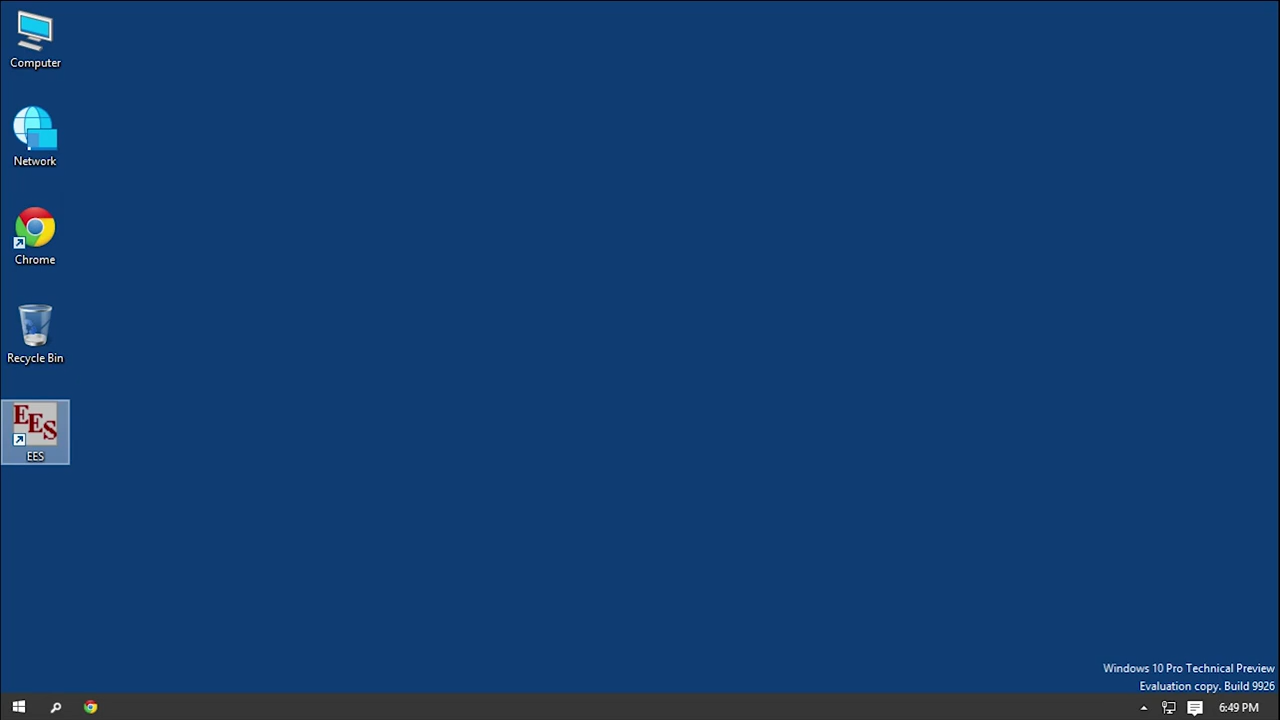 Computer
Network
Chrome
Recycle Bin
EES
EES
Windows 10 Pro Technical Preview
Evaluation copy. Build 9926
6:49 PM